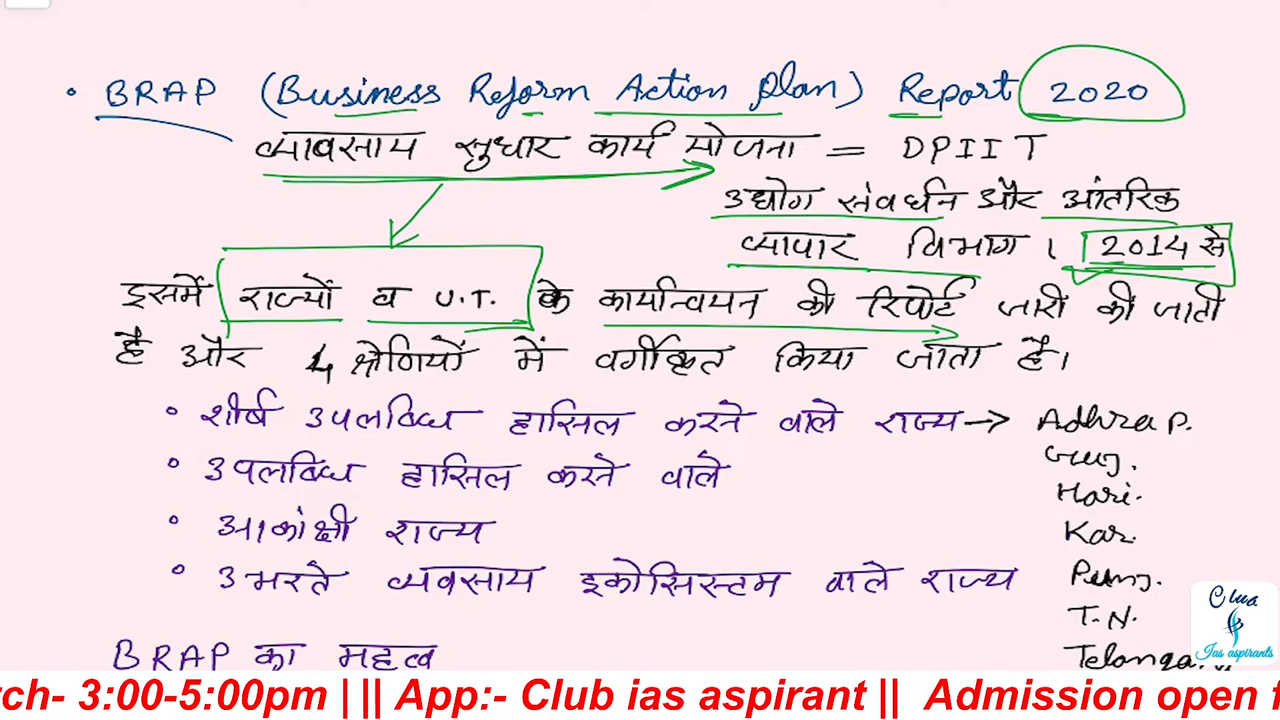 • BRAP (Business Reform Action Plan) Report 2020
व्यावसाय सुधार कार्य योजना = DPIIT
उद्योग संवर्धन और आंतरिक
व्यापार विभाग। 2014 से
इसमें राज्यों व U.T. के कार्यान्वयन की रिपोर्ट जारी की जाती
है और 4 श्रेणियों में वर्गीकृत किया जाता है।
• शीर्ष उपलब्धि हासिल करने वाले राज्य → Adhra P.
Guj.
• उपलब्धि हासिल करने वाले
Hari.
• आकांक्षी राज्य
Kar.
• उभरते व्यवसाय इकोसिस्टम वाले राज्य
Punj.
T.N.
BRAP का महत्व
Club
Ias aspirants
rch- 3:00-5:00pm | || App:- Club ias aspirant || Admission open f